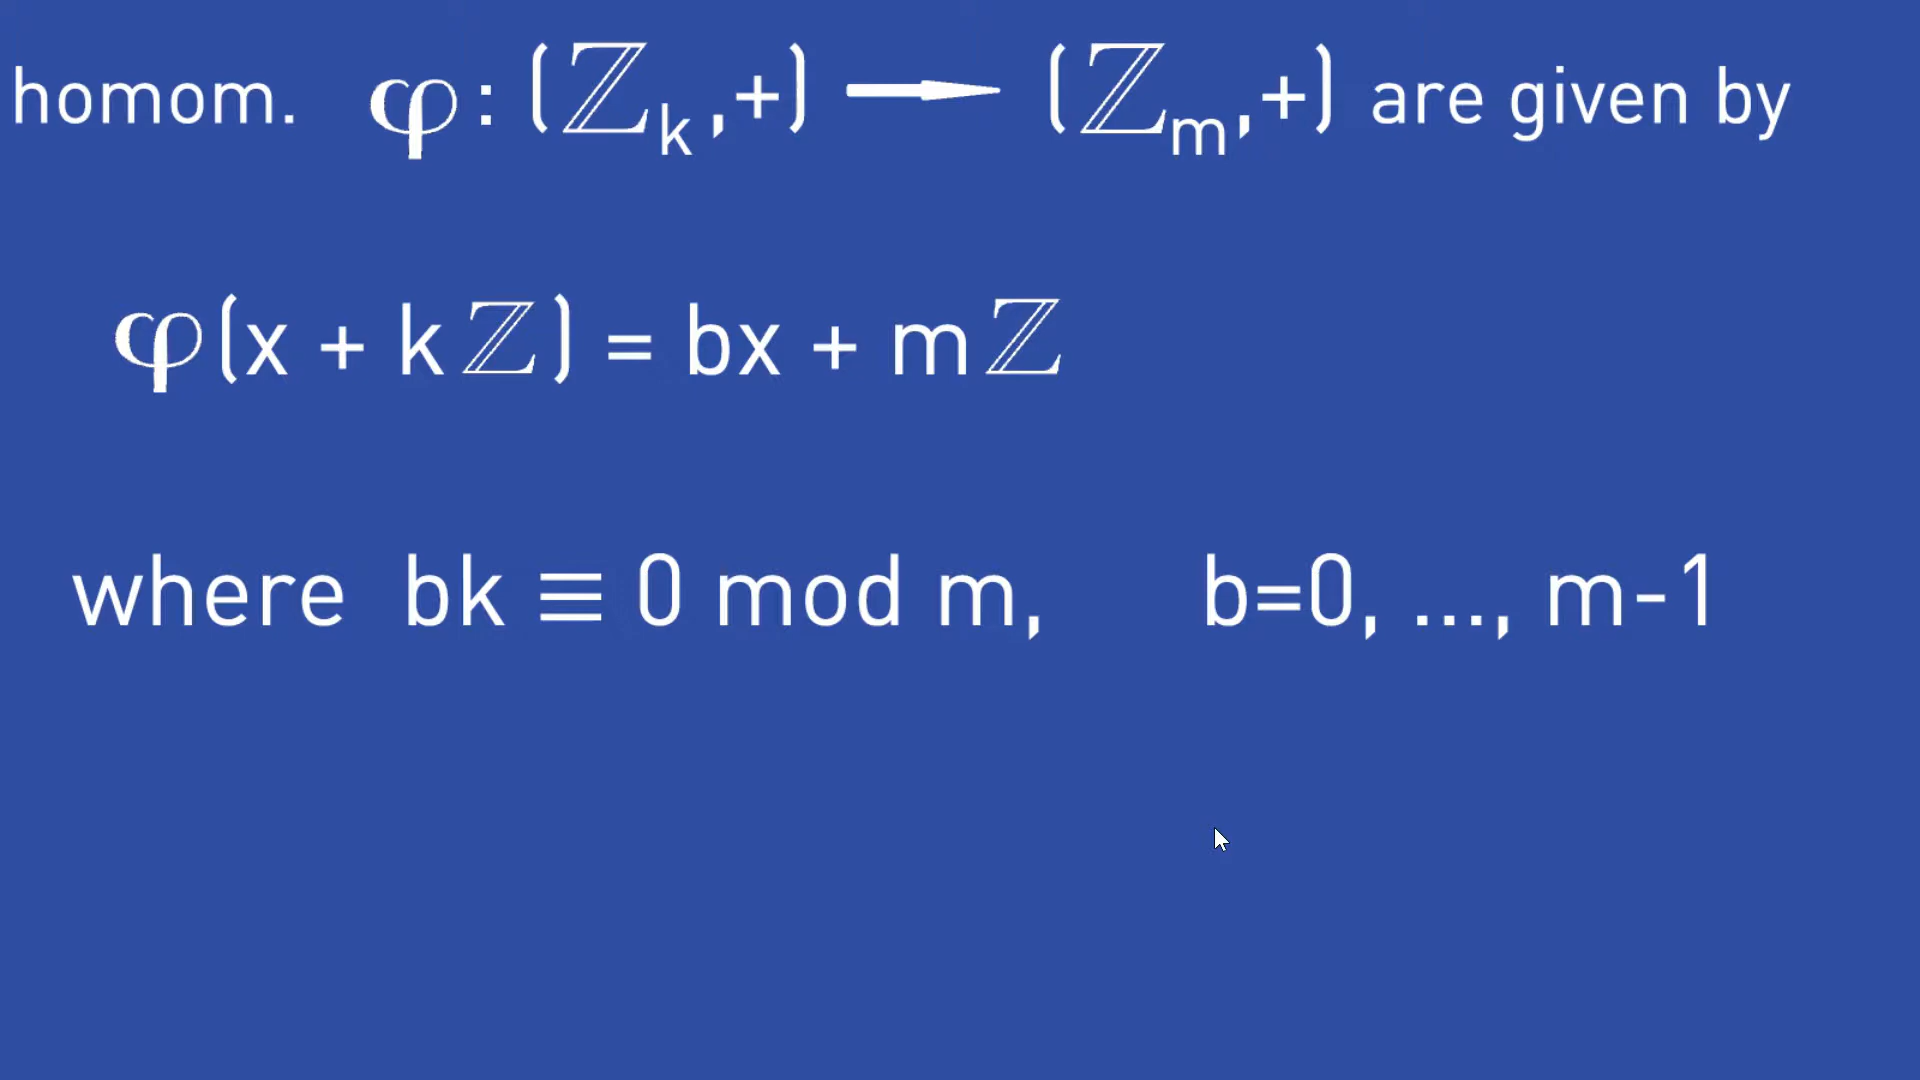 homom. φ: (ℤₖ,+) ⟶ (ℤₘ,+) are given by
φ(x + kℤ) = bx + mℤ
where bk ≡ 0 mod m, b=0, ..., m-1